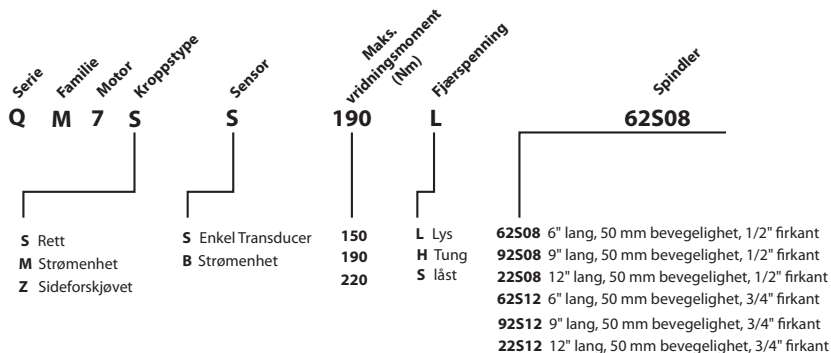 Serie
Familie
Motor
Kroppstype
Sensor
Maks.
vridningsmoment
(Nm)
Fjærspenning
Spindler
Q M 7 S S 190 L 62S08
S Rett
M Strømenhet
Z Sideforskjøvet
S Enkel Transducer
B Strømenhet
150
190
220
L Lys
H Tung
S låst
62S08 6" lang, 50 mm bevegelighet, 1/2" firkant
92S08 9" lang, 50 mm bevegelighet, 1/2" firkant
22S08 12" lang, 50 mm bevegelighet, 1/2" firkant
62S12 6" lang, 50 mm bevegelighet, 3/4" firkant
92S12 9" lang, 50 mm bevegelighet, 3/4" firkant
22S12 12" lang, 50 mm bevegelighet, 3/4" firkant